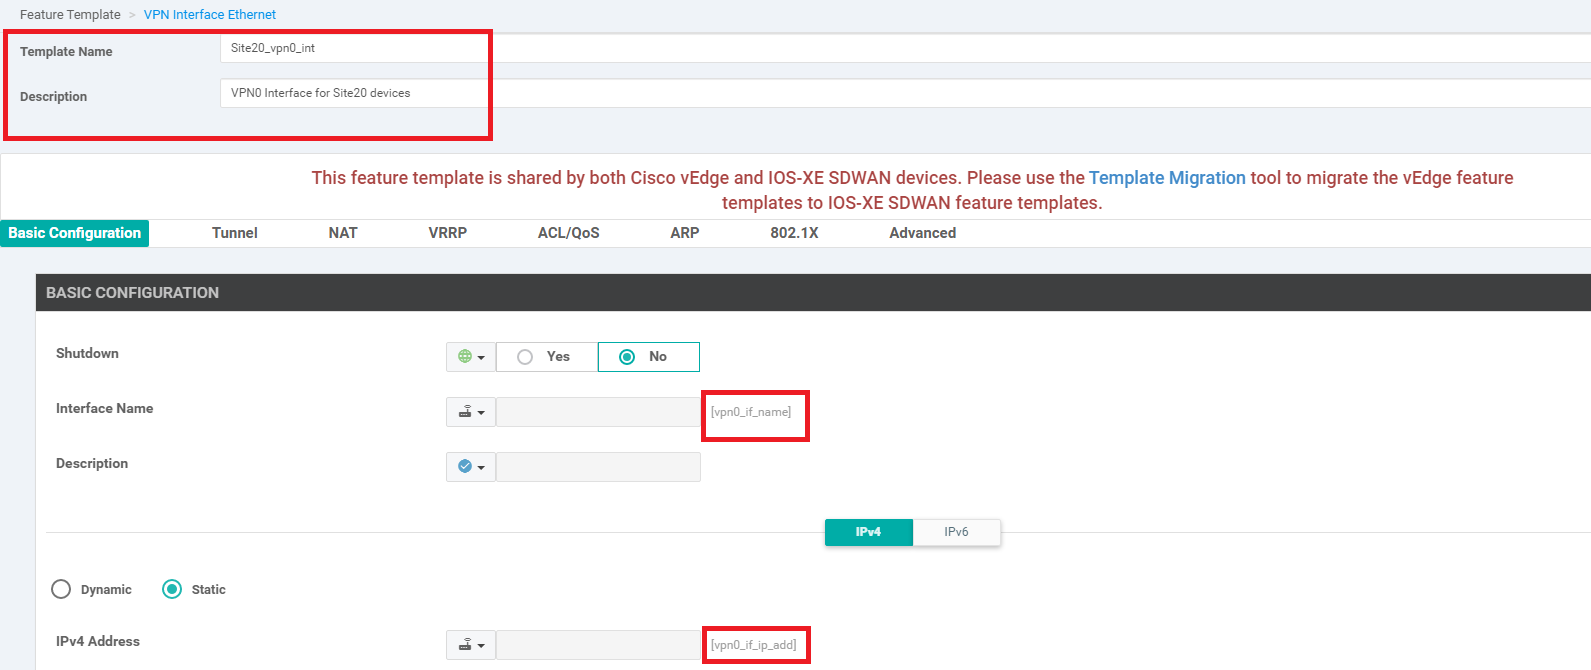 Feature Template > VPN Interface Ethernet
Template Name Site20_vpn0_int
Description VPN0 Interface for Site20 devices
This feature template is shared by both Cisco vEdge and IOS-XE SDWAN devices. Please use the Template Migration tool to migrate the vEdge feature
templates to IOS-XE SDWAN feature templates.
Basic Configuration Tunnel NAT VRRP ACL/QoS ARP 802.1X Advanced
BASIC CONFIGURATION
Shutdown Yes No
Interface Name [vpn0_if_name]
Description
IPv4 IPv6
Dynamic Static
IPv4 Address [vpn0_if_ip_add]